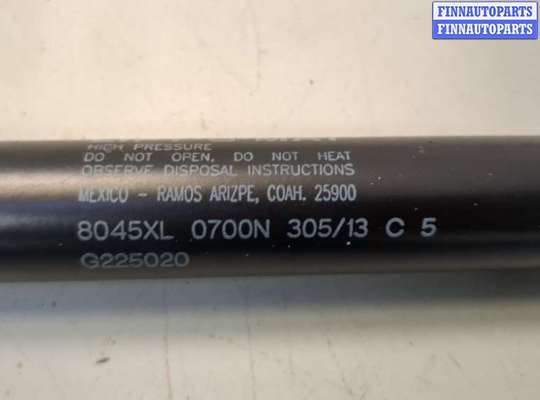 FINNAUTOPARTS
FINNAUTOPARTS
HIGH PRESSURE
DO NOT OPEN, DO NOT HEAT
OBSERVE DISPOSAL INSTRUCTIONS
MEXICO - RAMOS ARIZPE, COAH. 25900
8045XL 0700N 305/13 C 5
G225020